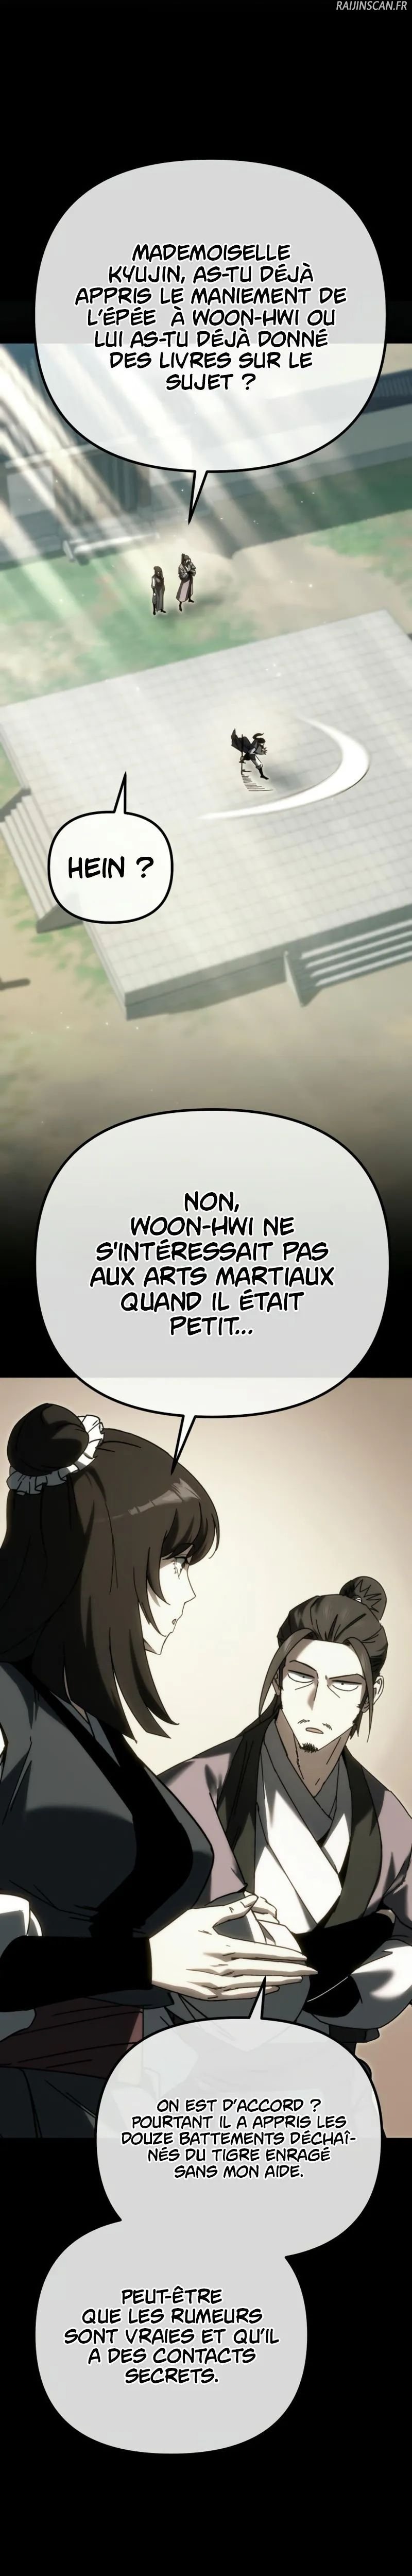 RAIJINSCAN.FR
MADEMOISELLE
KYUJIN, AS-TU DÉJÀ
APPRIS LE MANIEMENT DE
L'ÉPÉE À WOON-HWI OU
LUI AS-TU DÉJÀ DONNÉ
DES LIVRES SUR LE
SUJET ?
HEIN ?
NON,
WOON-HWI NE
S'INTÉRESSAIT PAS
AUX ARTS MARTIAUX
QUAND IL ÉTAIT
PETIT...
ON EST D'ACCORD ?
POURTANT IL A APPRIS LES
DOUZE BATTEMENTS DÉCHAÎ-
NÉS DU TIGRE ENRAGÉ
SANS MON AIDE.
PEUT-ÊTRE
QUE LES RUMEURS
SONT VRAIES ET QU'IL
A DES CONTACTS
SECRETS.